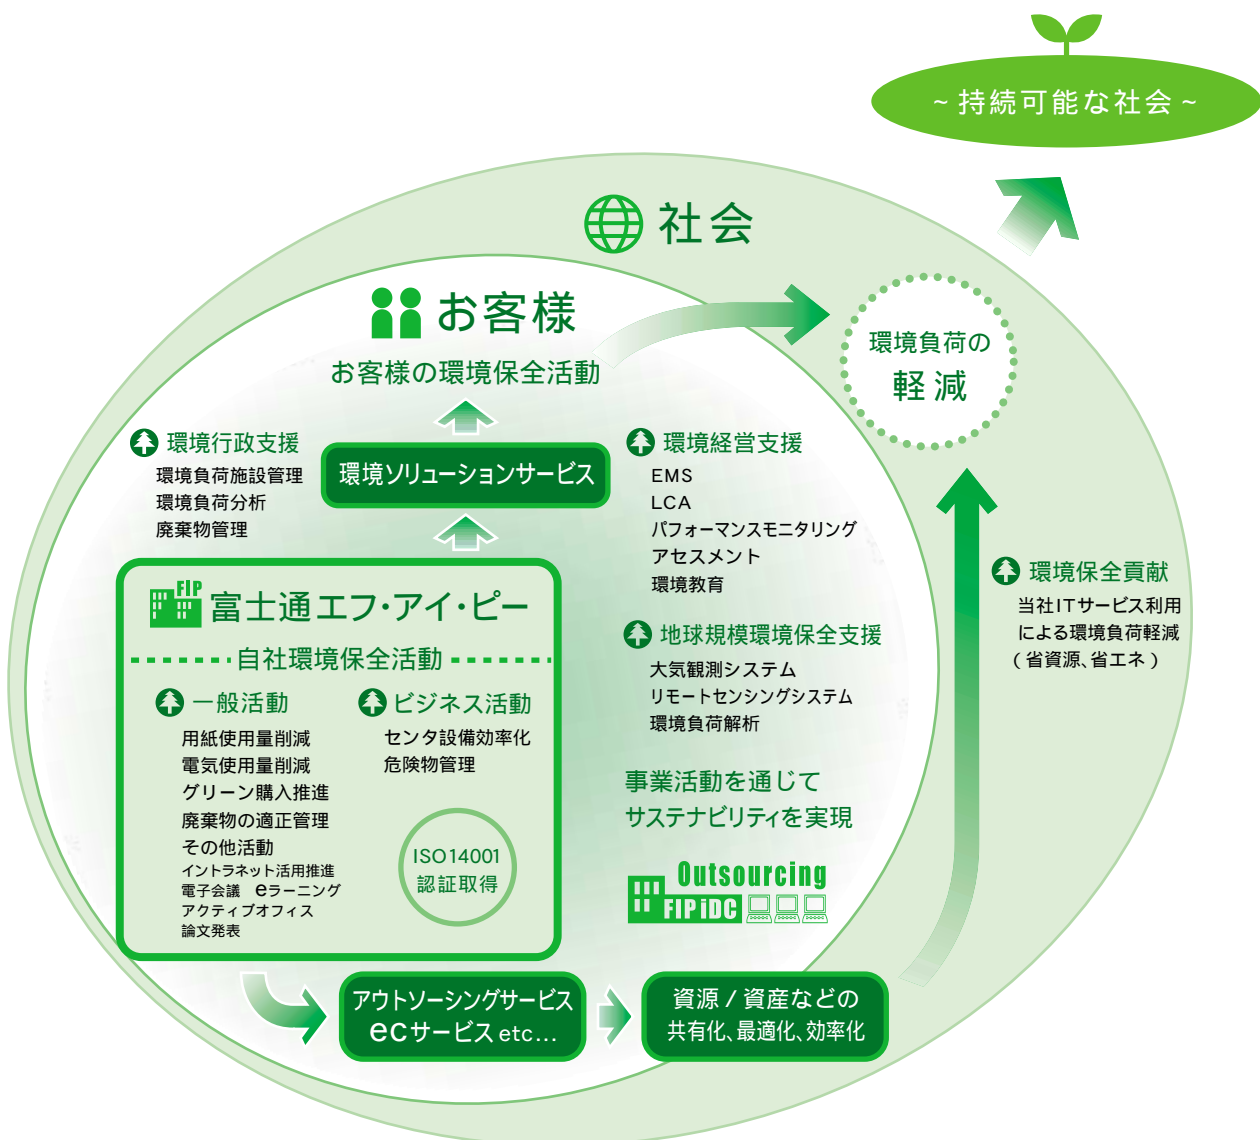 ~ 持続可能な社会 ~
社会
お客様
お客様の環境保全活動
環境負荷の
軽減
環境行政支援
環境負荷施設管理
環境負荷分析
廃棄物管理
環境ソリューションサービス
環境経営支援
EMS
LCA
パフォーマンスモニタリング
アセスメント
環境教育
FIP
富士通エフ・アイ・ピー
自社環境保全活動
一般活動
用紙使用量削減
電気使用量削減
グリーン購入推進
廃棄物の適正管理
その他活動
イントラネット活用推進
電子会議 eラーニング
アクティブオフィス
論文発表
ビジネス活動
センタ設備効率化
危険物管理
ISO14001
認証取得
地球規模環境保全支援
大気観測システム
リモートセンシングシステム
環境負荷解析
事業活動を通じて
サステナビリティを実現
Outsourcing
FIP iDC
環境保全貢献
当社ITサービス利用
による環境負荷軽減
(省資源、省エネ)
アウトソーシングサービス
ecサービス etc...
資源 / 資産などの
共有化、最適化、効率化